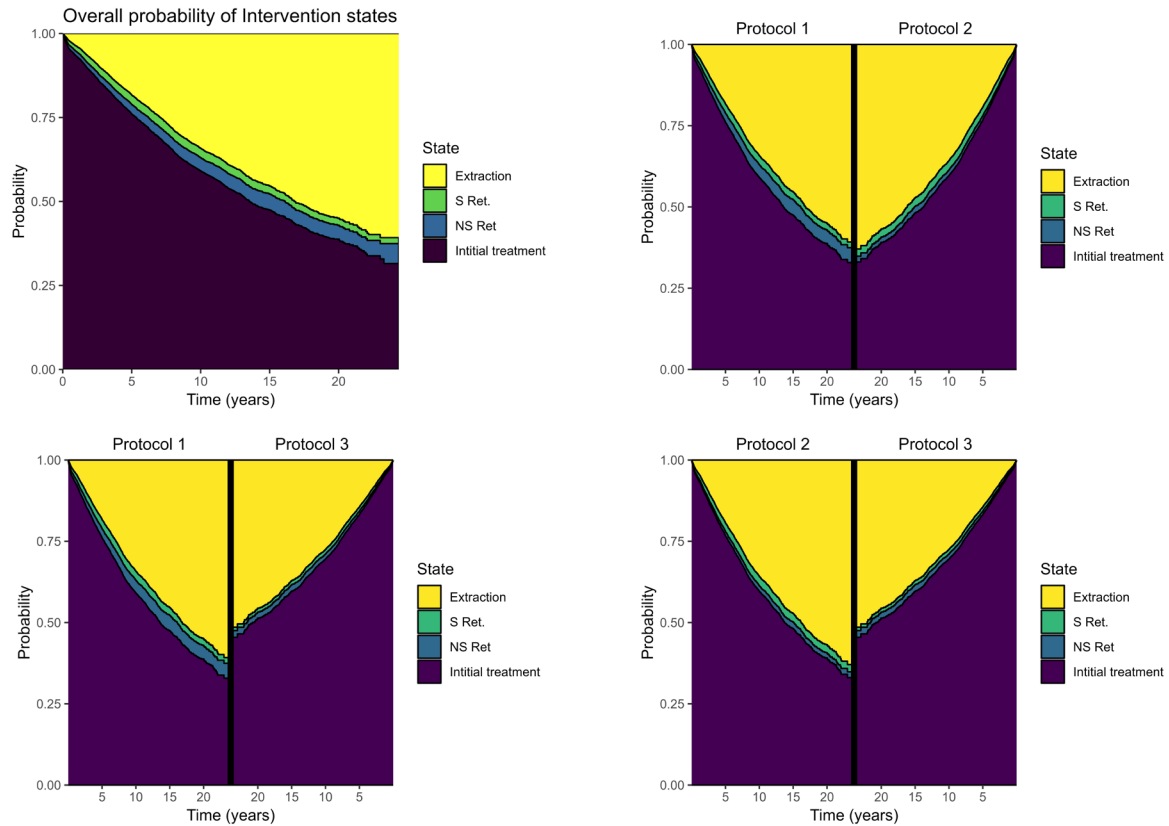 Overall probability of Intervention states
1.00
0.75
0.50
0.25
0.00
Probability
0
5
10
15
20
Time (years)
State
Extraction
S Ret.
NS Ret
Intitial treatment
Protocol 1
Protocol 2
1.00
0.75
0.50
0.25
0.00
Probability
5
10
15
20
20
15
10
5
Time (years)
State
Extraction
S Ret.
NS Ret
Intitial treatment
Protocol 1
Protocol 3
1.00
0.75
0.50
0.25
0.00
Probability
5
10
15
20
20
15
10
5
Time (years)
State
Extraction
S Ret.
NS Ret
Intitial treatment
Protocol 2
Protocol 3
1.00
0.75
0.50
0.25
0.00
Probability
5
10
15
20
20
15
10
5
Time (years)
State
Extraction
S Ret.
NS Ret
Intitial treatment